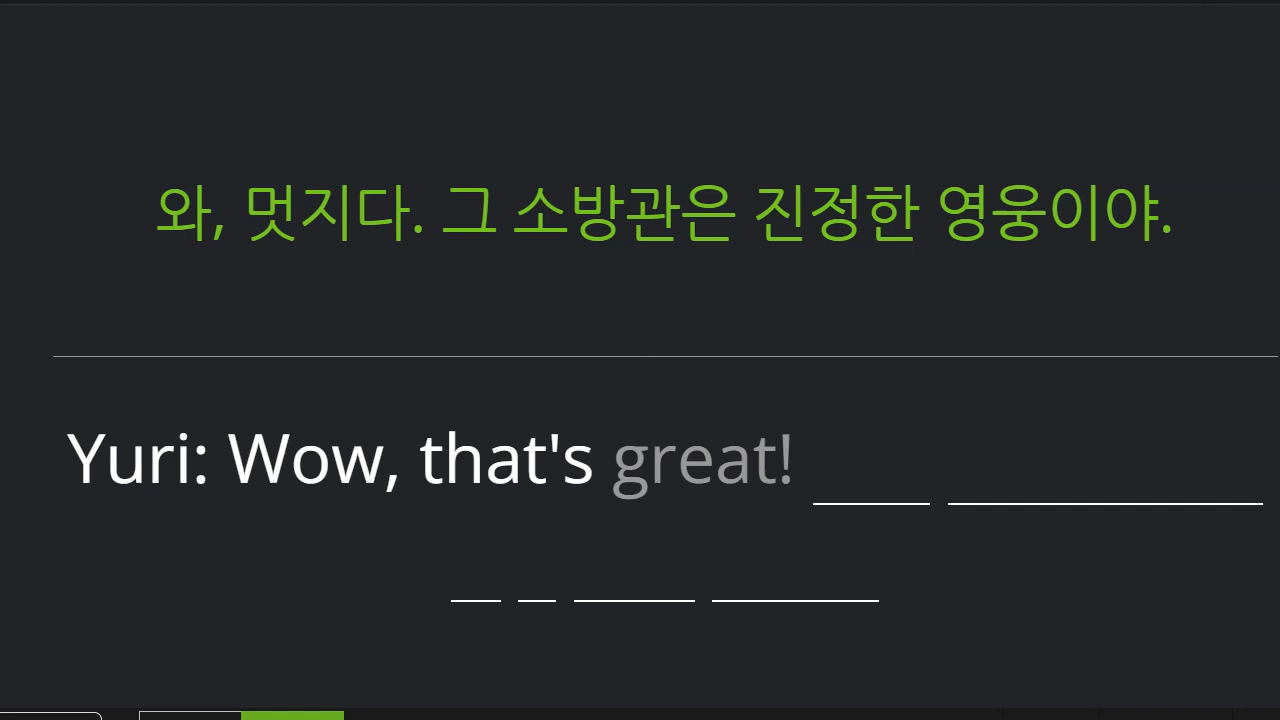 와, 멋지다. 그 소방관은 진정한 영웅이야.
Yuri: Wow, that's great!